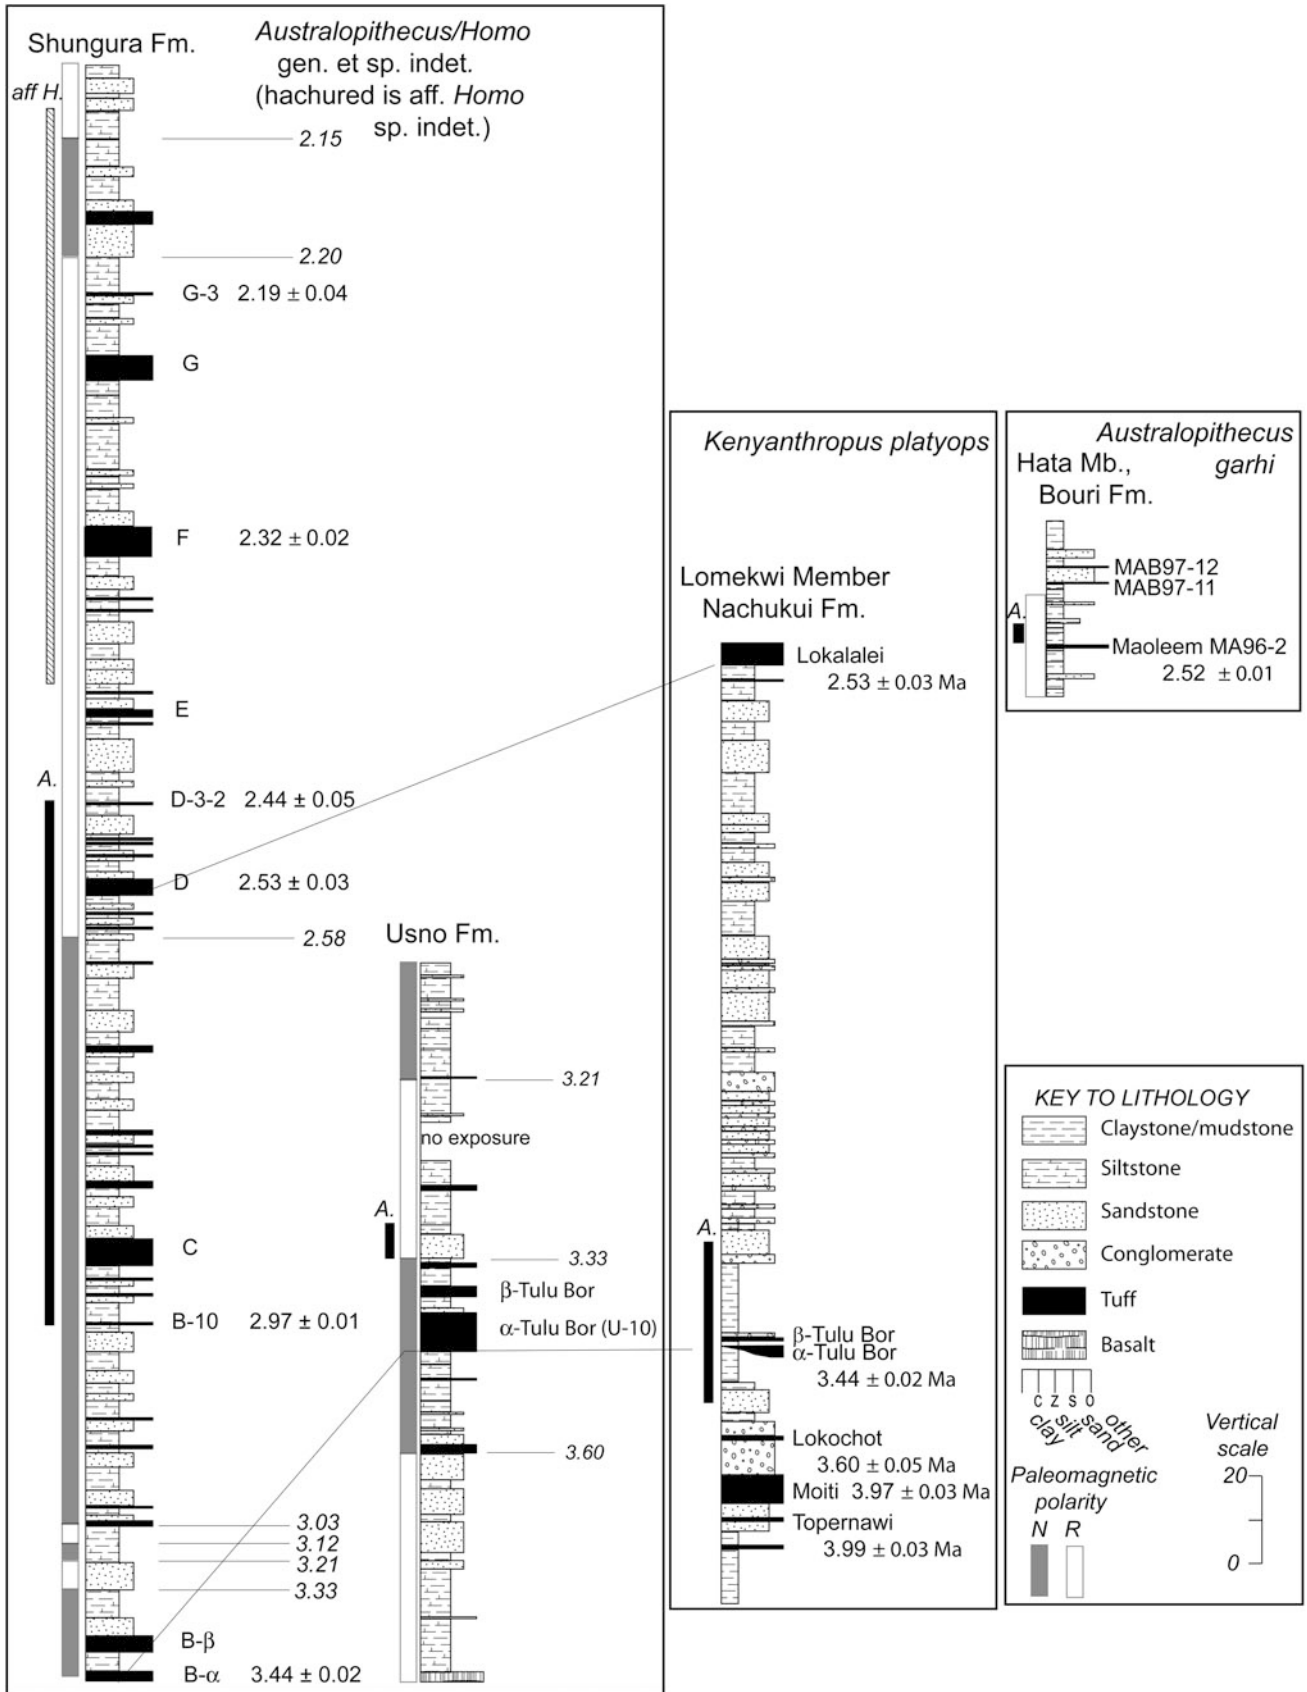 Shungura Fm.
Australopithecus/Homo
gen. et sp. indet.
(hachured is aff. Homo
sp. indet.)
aff H.
2.15
2.20
G-3 2.19 ± 0.04
G
F 2.32 ± 0.02
E
A.
D-3-2 2.44 ± 0.05
D 2.53 ± 0.03
2.58
C
B-10 2.97 ± 0.01
3.03
3.12
3.21
3.33
B-β
B-α 3.44 ± 0.02
Usno Fm.
3.21
no exposure
A.
3.33
β-Tulu Bor
α-Tulu Bor (U-10)
3.60
Kenyanthropus platyops
Lomekwi Member
Nachukui Fm.
Lokalalei
2.53 ± 0.03 Ma
A.
β-Tulu Bor
α-Tulu Bor
3.44 ± 0.02 Ma
Lokochot
3.60 ± 0.05 Ma
Moiti 3.97 ± 0.03 Ma
Topernawi
3.99 ± 0.03 Ma
Australopithecus
garhi
Hata Mb.,
Bouri Fm.
MAB97-12
MAB97-11
A.
Maoleem MA96-2
2.52 ± 0.01
KEY TO LITHOLOGY
Claystone/mudstone
Siltstone
Sandstone
Conglomerate
Tuff
Basalt
C Z S O
clay silt sand other
Vertical
scale
20
0
Paleomagnetic
polarity
N R